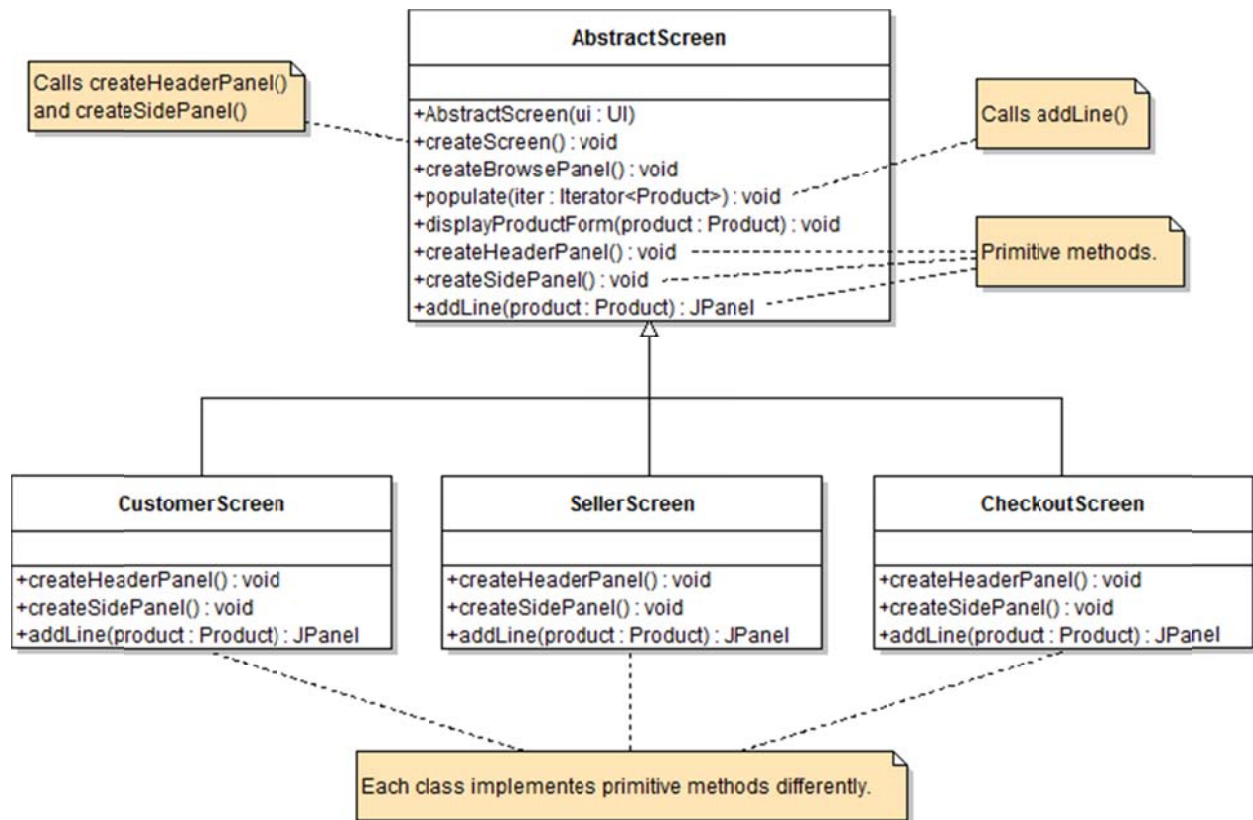 AbstractScreen
Calls createHeaderPanel()
and createSidePanel()
+AbstractScreen(ui : UI)
+createScreen() : void
+createBrowsePanel() : void
+populate(iter : Iterator<Product>) : void
+displayProductForm(product : Product) : void
+createHeaderPanel() : void
+createSidePanel() : void
+addLine(product : Product) : JPanel
Calls addLine()
Primitive methods.
CustomerScreen
+createHeaderPanel() : void
+createSidePanel() : void
+addLine(product : Product) : JPanel
SellerScreen
+createHeaderPanel() : void
+createSidePanel() : void
+addLine(product : Product) : JPanel
CheckoutScreen
+createHeaderPanel() : void
+createSidePanel() : void
+addLine(product : Product) : JPanel
Each class implementes primitive methods differently.